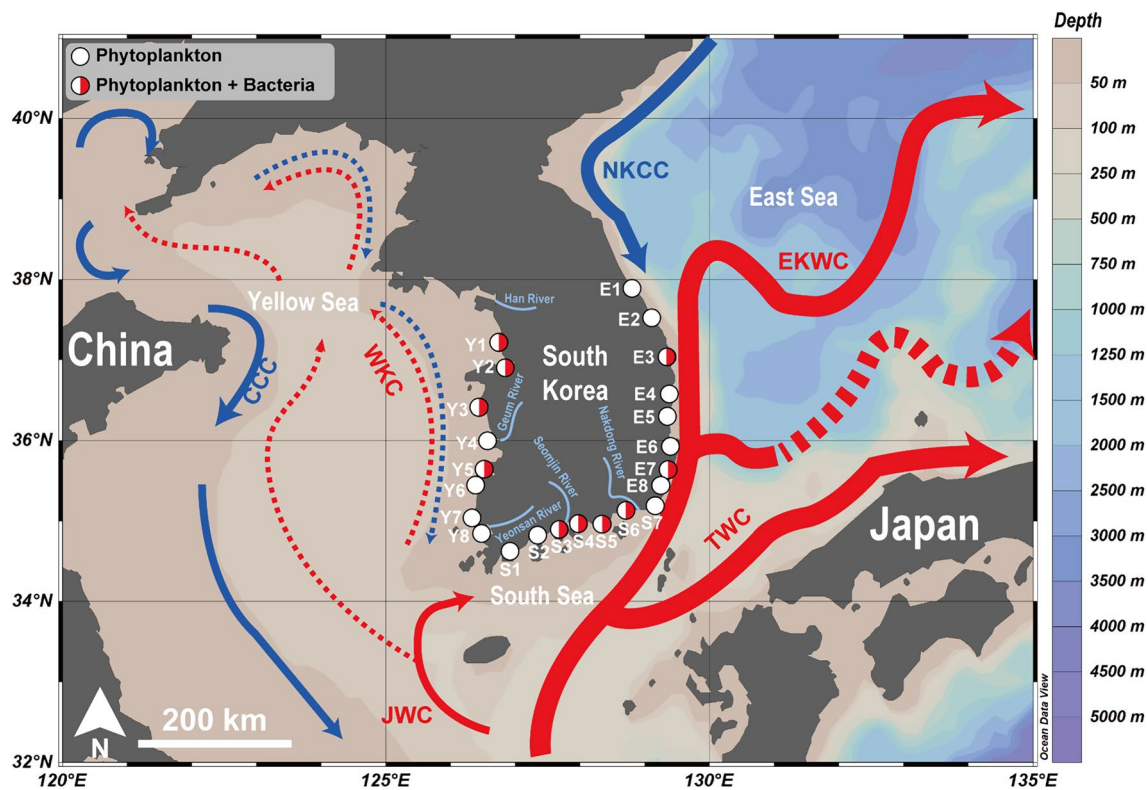 Depth
Phytoplankton
Phytoplankton + Bacteria
50 m
100 m
250 m
500 m
750 m
1000 m
1250 m
2000 m
2500 m
3000 m
3500 m
4000 m
4500 m
5000 m
Ocean Data View
40°N
38°N
36°N
34°N
32°N
120°E
125°E
130°E
135°E
NKCC
East Sea
EKWC
Yellow Sea
China
CCC
WKC
South
Korea
Han River
Geum River
Seomjin River
Nakdong River
Yeonsan River
Y1
Y2
Y3
Y4
Y5
Y6
Y7
Y8
S1
S2
S3
S4
S5
S6
S7
E1
E2
E3
E4
E5
E6
E7
E8
TWC
Japan
South Sea
JWC
200 km
N